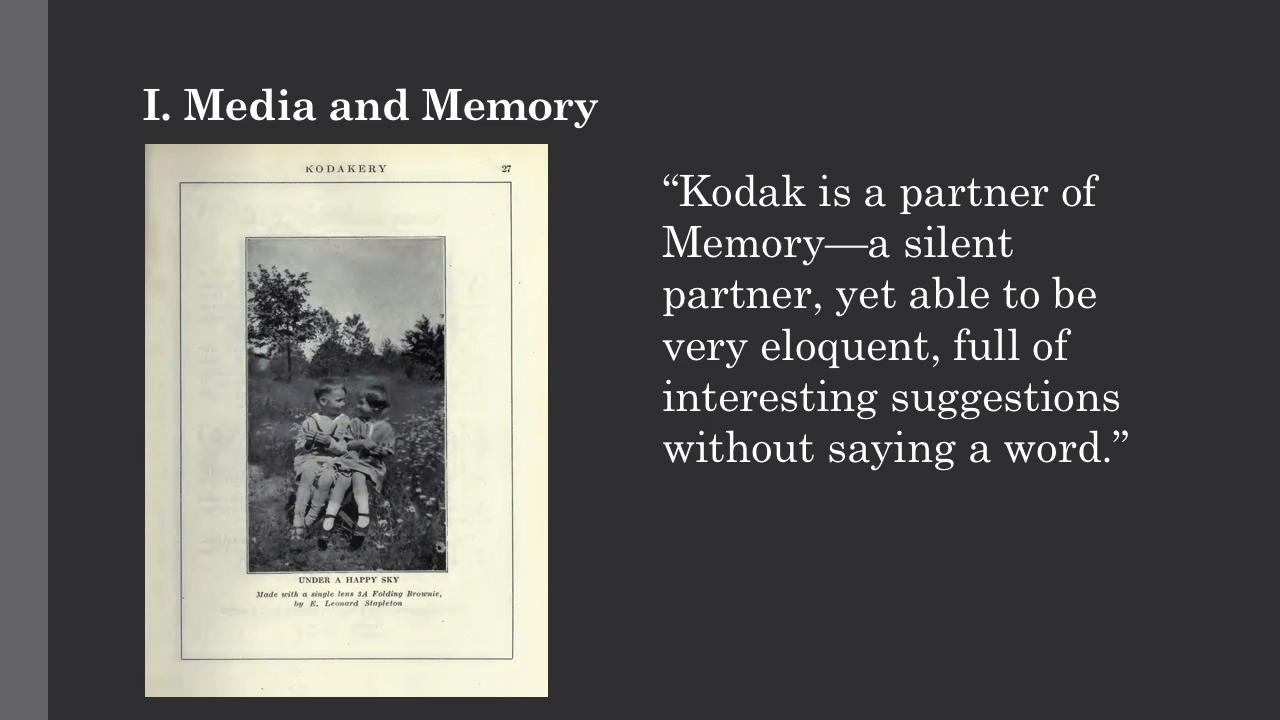 I. Media and Memory
KODAKERY 27
UNDER A HAPPY SKY
Made with a single lens 3A Folding Brownie,
by E. Leonard Stapleton
“Kodak is a partner of
Memory—a silent
partner, yet able to be
very eloquent, full of
interesting suggestions
without saying a word.”